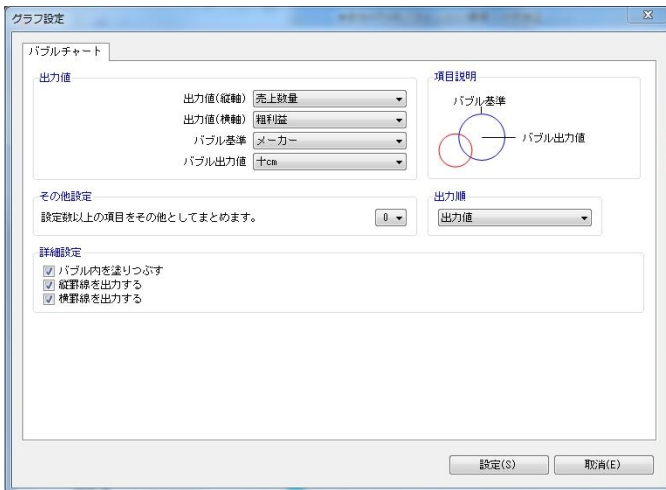 グラフ設定
バブルチャート
出力値
出力値(縦軸) 売上数量
出力値(横軸) 粗利益
バブル基準 メーカー
バブル出力値 十cm
項目説明
バブル基準
バブル出力値
その他設定
設定数以上の項目をその他としてまとめます。 0
出力順
出力値
詳細設定
バブル内を塗りつぶす
縦罫線を出力する
横罫線を出力する
設定(S) 取消(E)